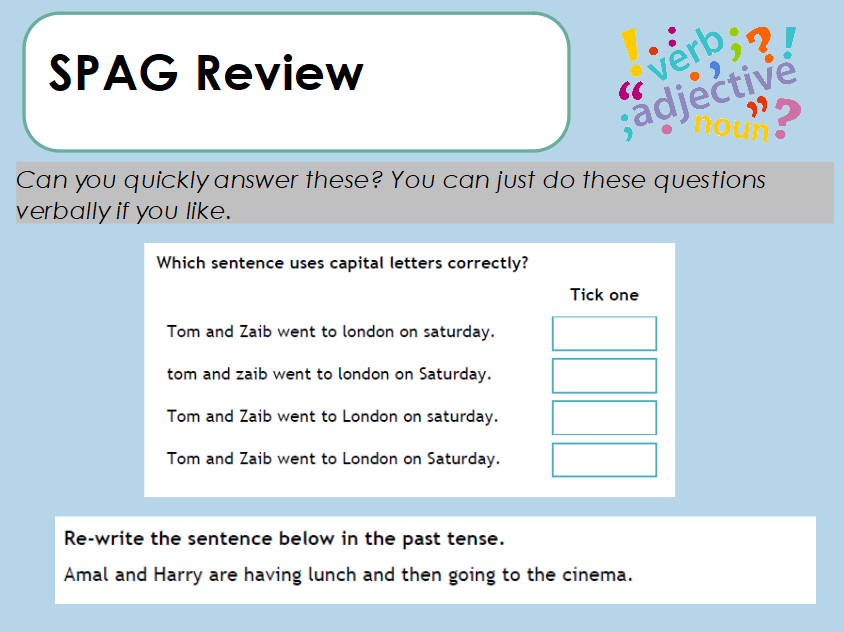 SPAG Review
! verb ; ? !
“ adjective ”
; noun ?
Can you quickly answer these? You can just do these questions
verbally if you like.
Which sentence uses capital letters correctly?
Tick one
Tom and Zaib went to london on saturday.
tom and zaib went to london on Saturday.
Tom and Zaib went to London on saturday.
Tom and Zaib went to London on Saturday.
Re-write the sentence below in the past tense.
Amal and Harry are having lunch and then going to the cinema.